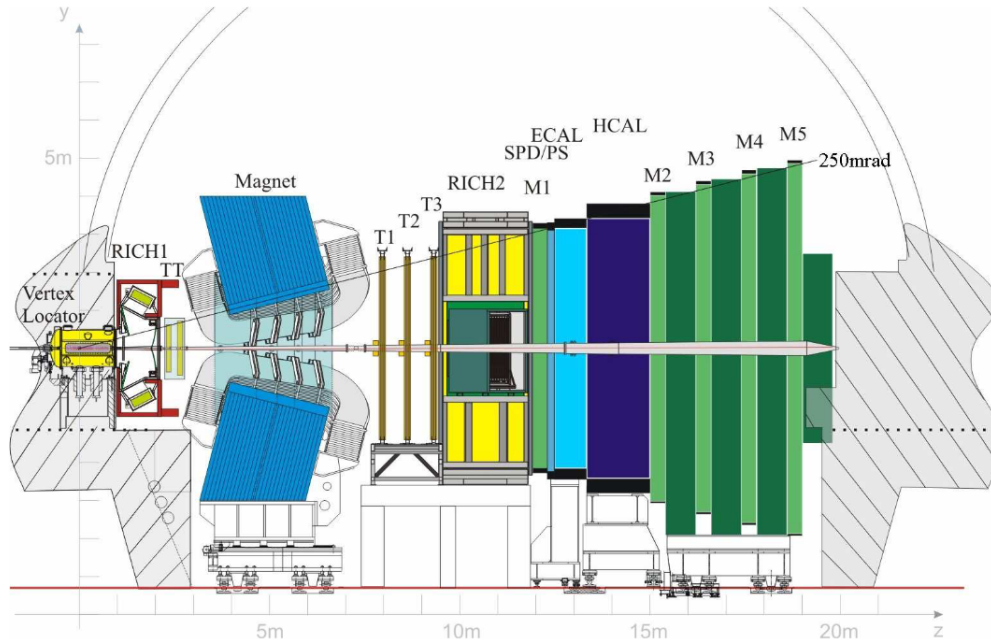 y
5m
HCAL
ECAL
SPD/PS
M5
M4
M3
M2
250mrad
M1
RICH2
Magnet
T3
T2
T1
RICH1
TT
Vertex
Locator
5m
10m
15m
20m
z